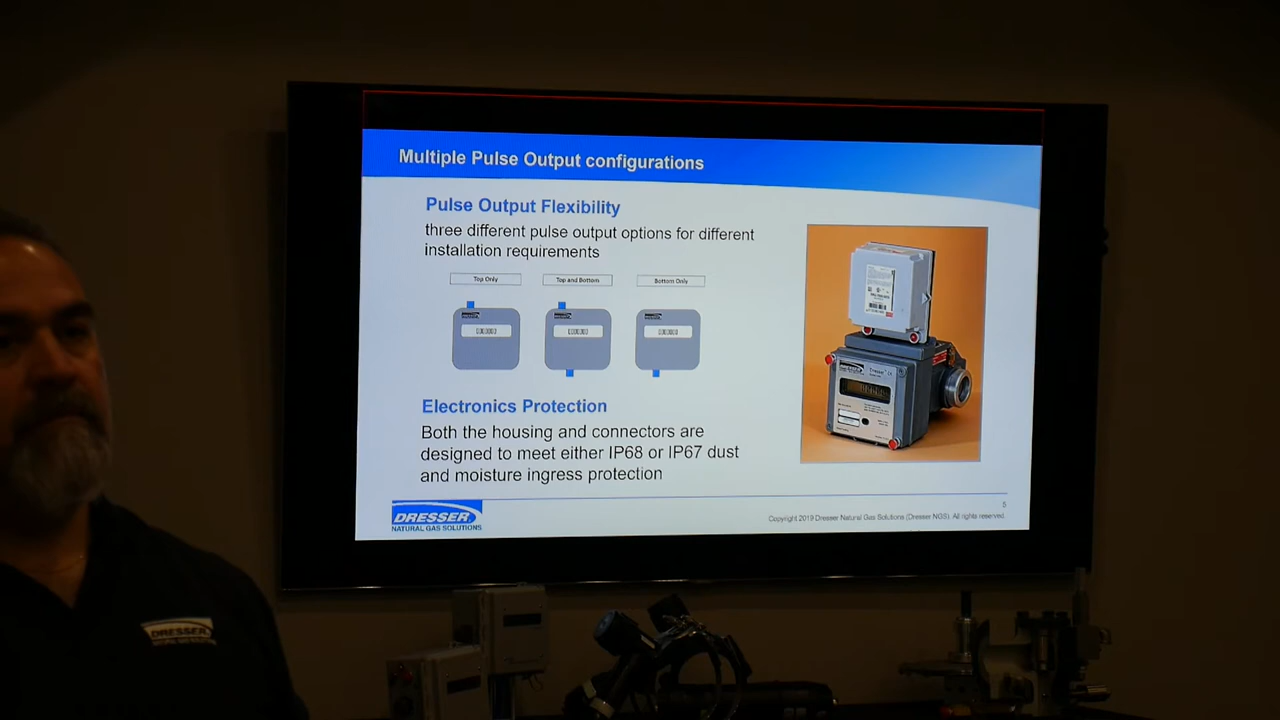 Multiple Pulse Output configurations
Pulse Output Flexibility
three different pulse output options for different
installation requirements
Top Only
Top and Bottom
Bottom Only
Electronics Protection
Both the housing and connectors are
designed to meet either IP68 or IP67 dust
and moisture ingress protection
DRESSER
NATURAL GAS SOLUTIONS
5
Copyright 2019 Dresser Natural Gas Solutions (Dresser NGS). All rights reserved
DRESSER